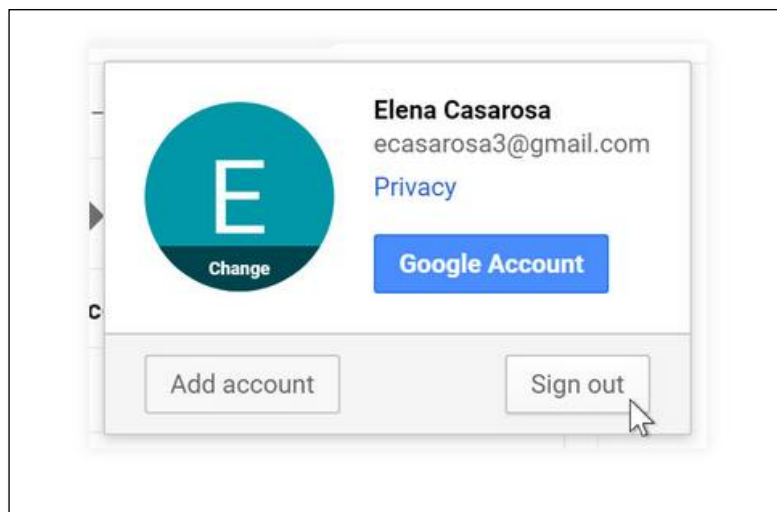 Elena Casarosa
ecasarosa3@gmail.com
Privacy
E
Change
Google Account
c
Add account
Sign out